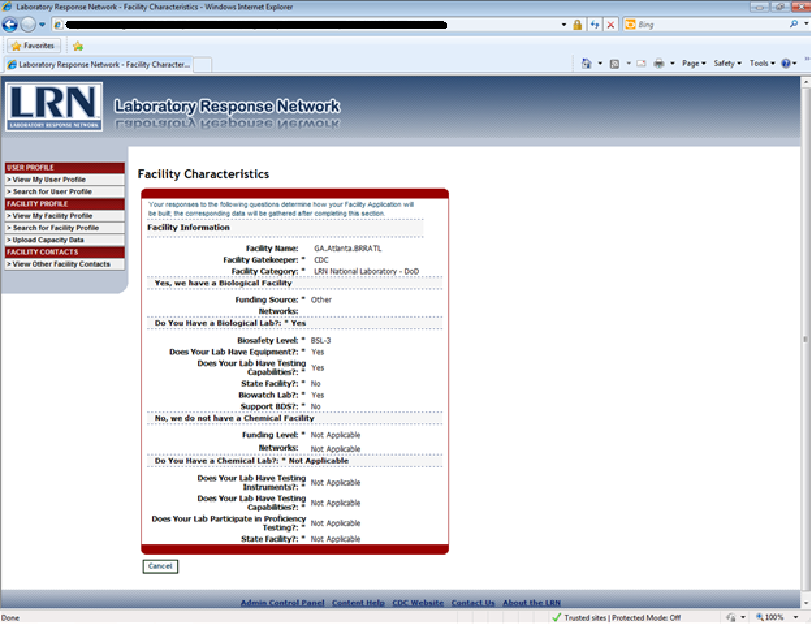 Laboratory Response Network - Facility Characteristics - Windows Internet Explorer
Bing
Favorites
Laboratory Response Network - Facility Character...
Page Safety Tools
LRN
LABORATORY RESPONSE NETWORK
Laboratory Response Network
USER PROFILE
> View My User Profile
> Search for User Profile
FACILITY PROFILE
> View My Facility Profile
> Search for Facility Profile
> Upload Capacity Data
FACILITY CONTACTS
> View Other Facility Contacts
Facility Characteristics
Your responses to the following questions determine how your Facility Application will
be built; the corresponding data will be gathered after completing this section.
Facility Information
Facility Name: GA.Atlanta.BRRATL
Facility Gatekeeper: * CDC
Facility Category: * LRN National Laboratory - DoD
Yes, we have a Biological Facility
Funding Source: * Other
Networks:
Do You Have a Biological Lab?: * Yes
Biosafety Level: * BSL-3
Does Your Lab Have Equipment?: * Yes
Does Your Lab Have Testing
Capabilities?: * Yes
State Facility?: * No
Biowatch Lab?: * Yes
Support BDS?: * No
No, we do not have a Chemical Facility
Funding Level: * Not Applicable
Networks: Not Applicable
Do You Have a Chemical Lab?: * Not Applicable
Does Your Lab Have Testing
Instruments?: * Not Applicable
Does Your Lab Have Testing
Capabilities?: * Not Applicable
Does Your Lab Participate in Proficiency
Testing?: * Not Applicable
State Facility?: * Not Applicable
Cancel
Admin Control Panel Content Help CDC Website Contact Us About the LRN
Done
Trusted sites | Protected Mode: Off
100%